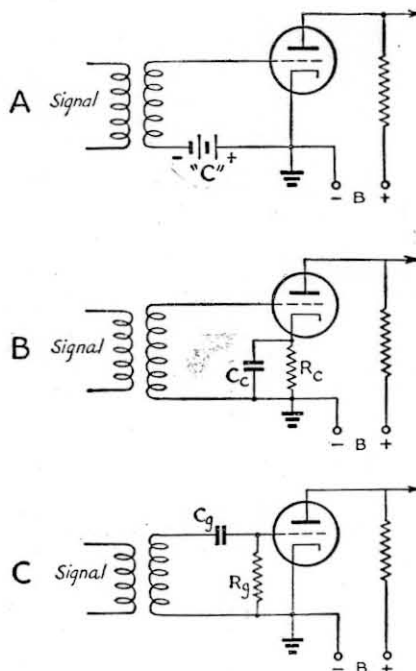 A Signal
- "C" +
- B +
B Signal
Cc Rc
- B +
Cg
C Signal
Rg
- B +